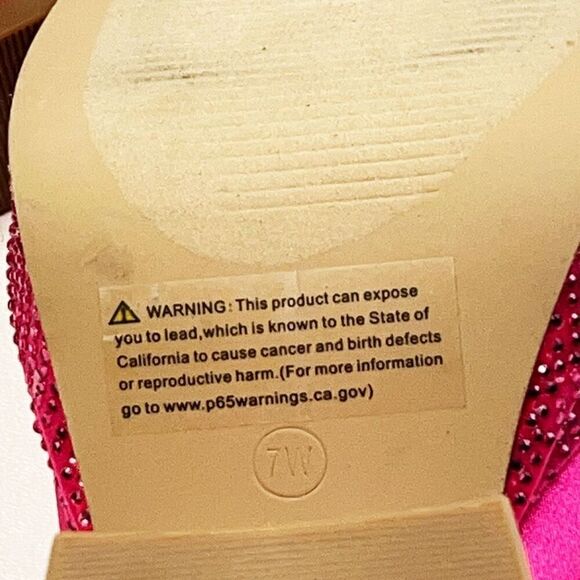 WARNING: This product can expose
you to lead,which is known to the State of
California to cause cancer and birth defects
or reproductive harm.(For more information
go to www.p65warnings.ca.gov)
7W